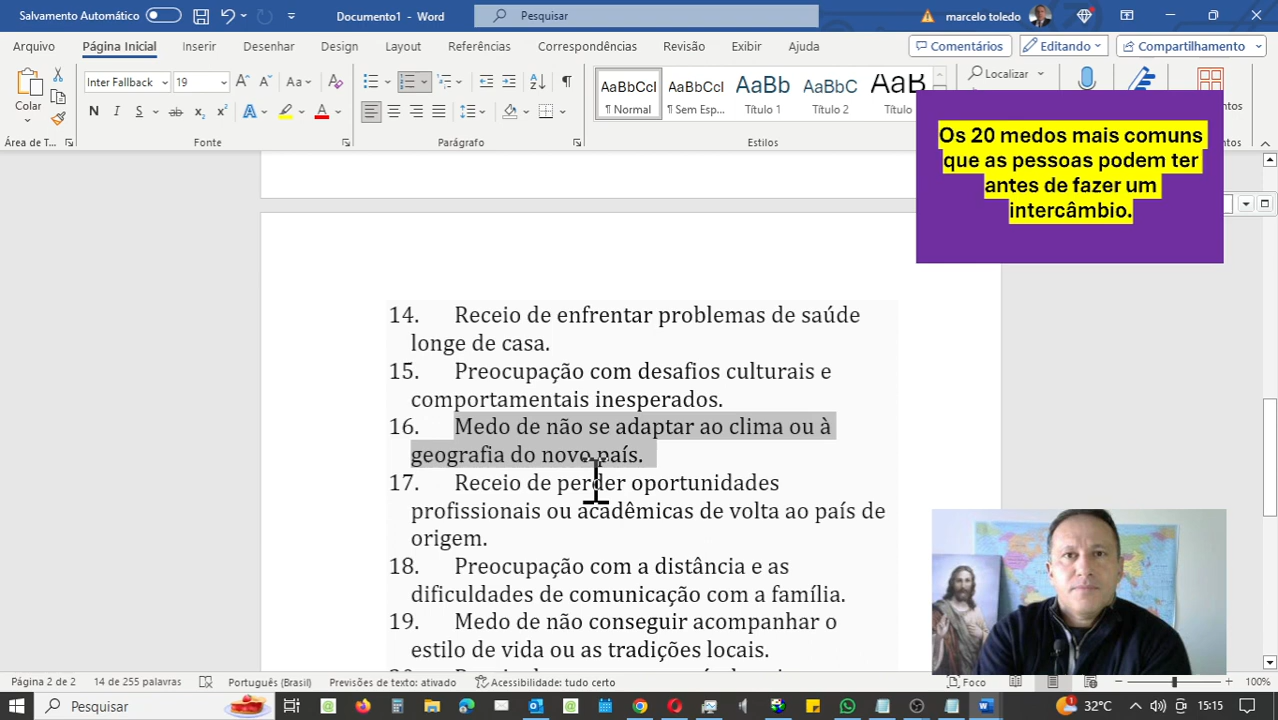 Salvamento Automático
Documento1 - Word
Pesquisar
marcelo toledo
Arquivo
Página Inicial
Inserir
Desenhar
Design
Layout
Referências
Correspondências
Revisão
Exibir
Ajuda
Comentários
Editando
Compartilhamento
Colar
Inter Fallback
19
Aa
N I S ab x₂ x²
AaBbCcI
¶ Normal
AaBbCcI
¶ Sem Esp...
AaBb
Título 1
AaBbC
Título 2
AaB
Título
Localizar
Área de T...
Fonte
Parágrafo
Estilos
Os 20 medos mais comuns
que as pessoas podem ter
antes de fazer um
intercâmbio.
14. Receio de enfrentar problemas de saúde
longe de casa.
15. Preocupação com desafios culturais e
comportamentais inesperados.
16. Medo de não se adaptar ao clima ou à
geografia do novo país.
17. Receio de perder oportunidades
profissionais ou acadêmicas de volta ao país de
origem.
18. Preocupação com a distância e as
dificuldades de comunicação com a família.
19. Medo de não conseguir acompanhar o
estilo de vida ou as tradições locais.
Página 2 de 2
14 de 255 palavras
Português (Brasil)
Previsões de texto: ativado
Acessibilidade: tudo certo
Foco
100%
Pesquisar
32°C
15:15